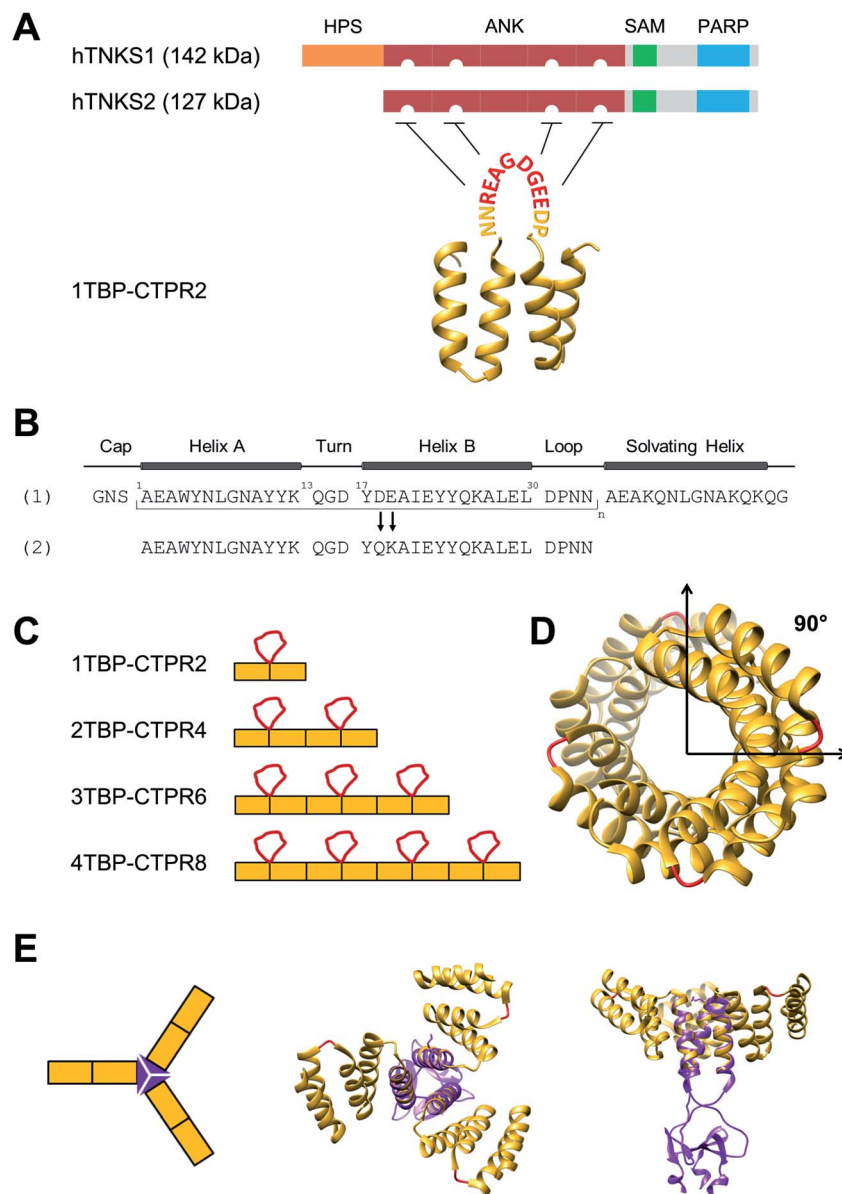 A
HPS ANK SAM PARP
hTNKS1 (142 kDa)
hTNKS2 (127 kDa)
NNREAGDGEEDP
1TBP-CTPR2
B
Cap Helix A Turn Helix B Loop Solvating Helix
1 13 17 30
(1) GNS AEAWYNLGNAYYK QGD YDEAIEYYQKALEL DPNN AEAKQNLGNAKQKQG
n
(2) AEAWYNLGNAYYK QGD YQKAIEYYQKALEL DPNN
C
1TBP-CTPR2
2TBP-CTPR4
3TBP-CTPR6
4TBP-CTPR8
D
90°
E